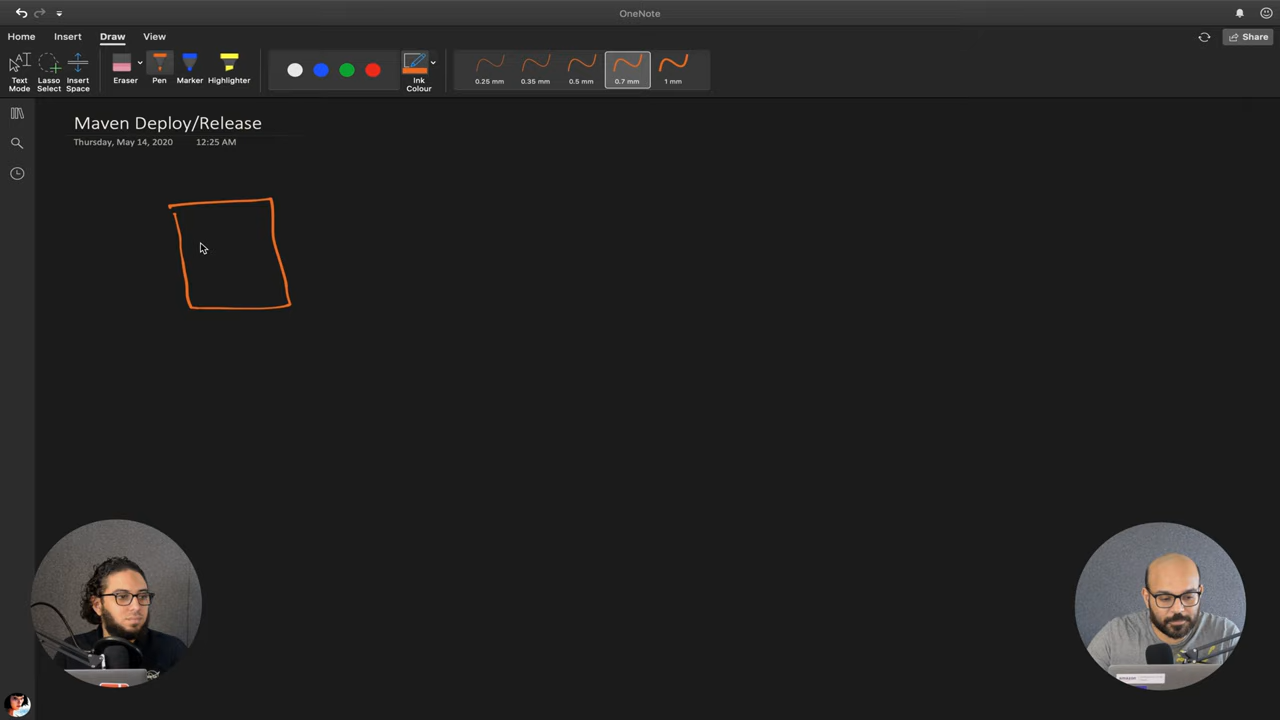 OneNote
Home Insert Draw View
Share
Text Mode
Lasso Select
Insert Space
Eraser
Pen
Marker
Highlighter
Ink Colour
0.25 mm
0.35 mm
0.5 mm
0.7 mm
1 mm
Maven Deploy/Release
Thursday, May 14, 2020 12:25 AM